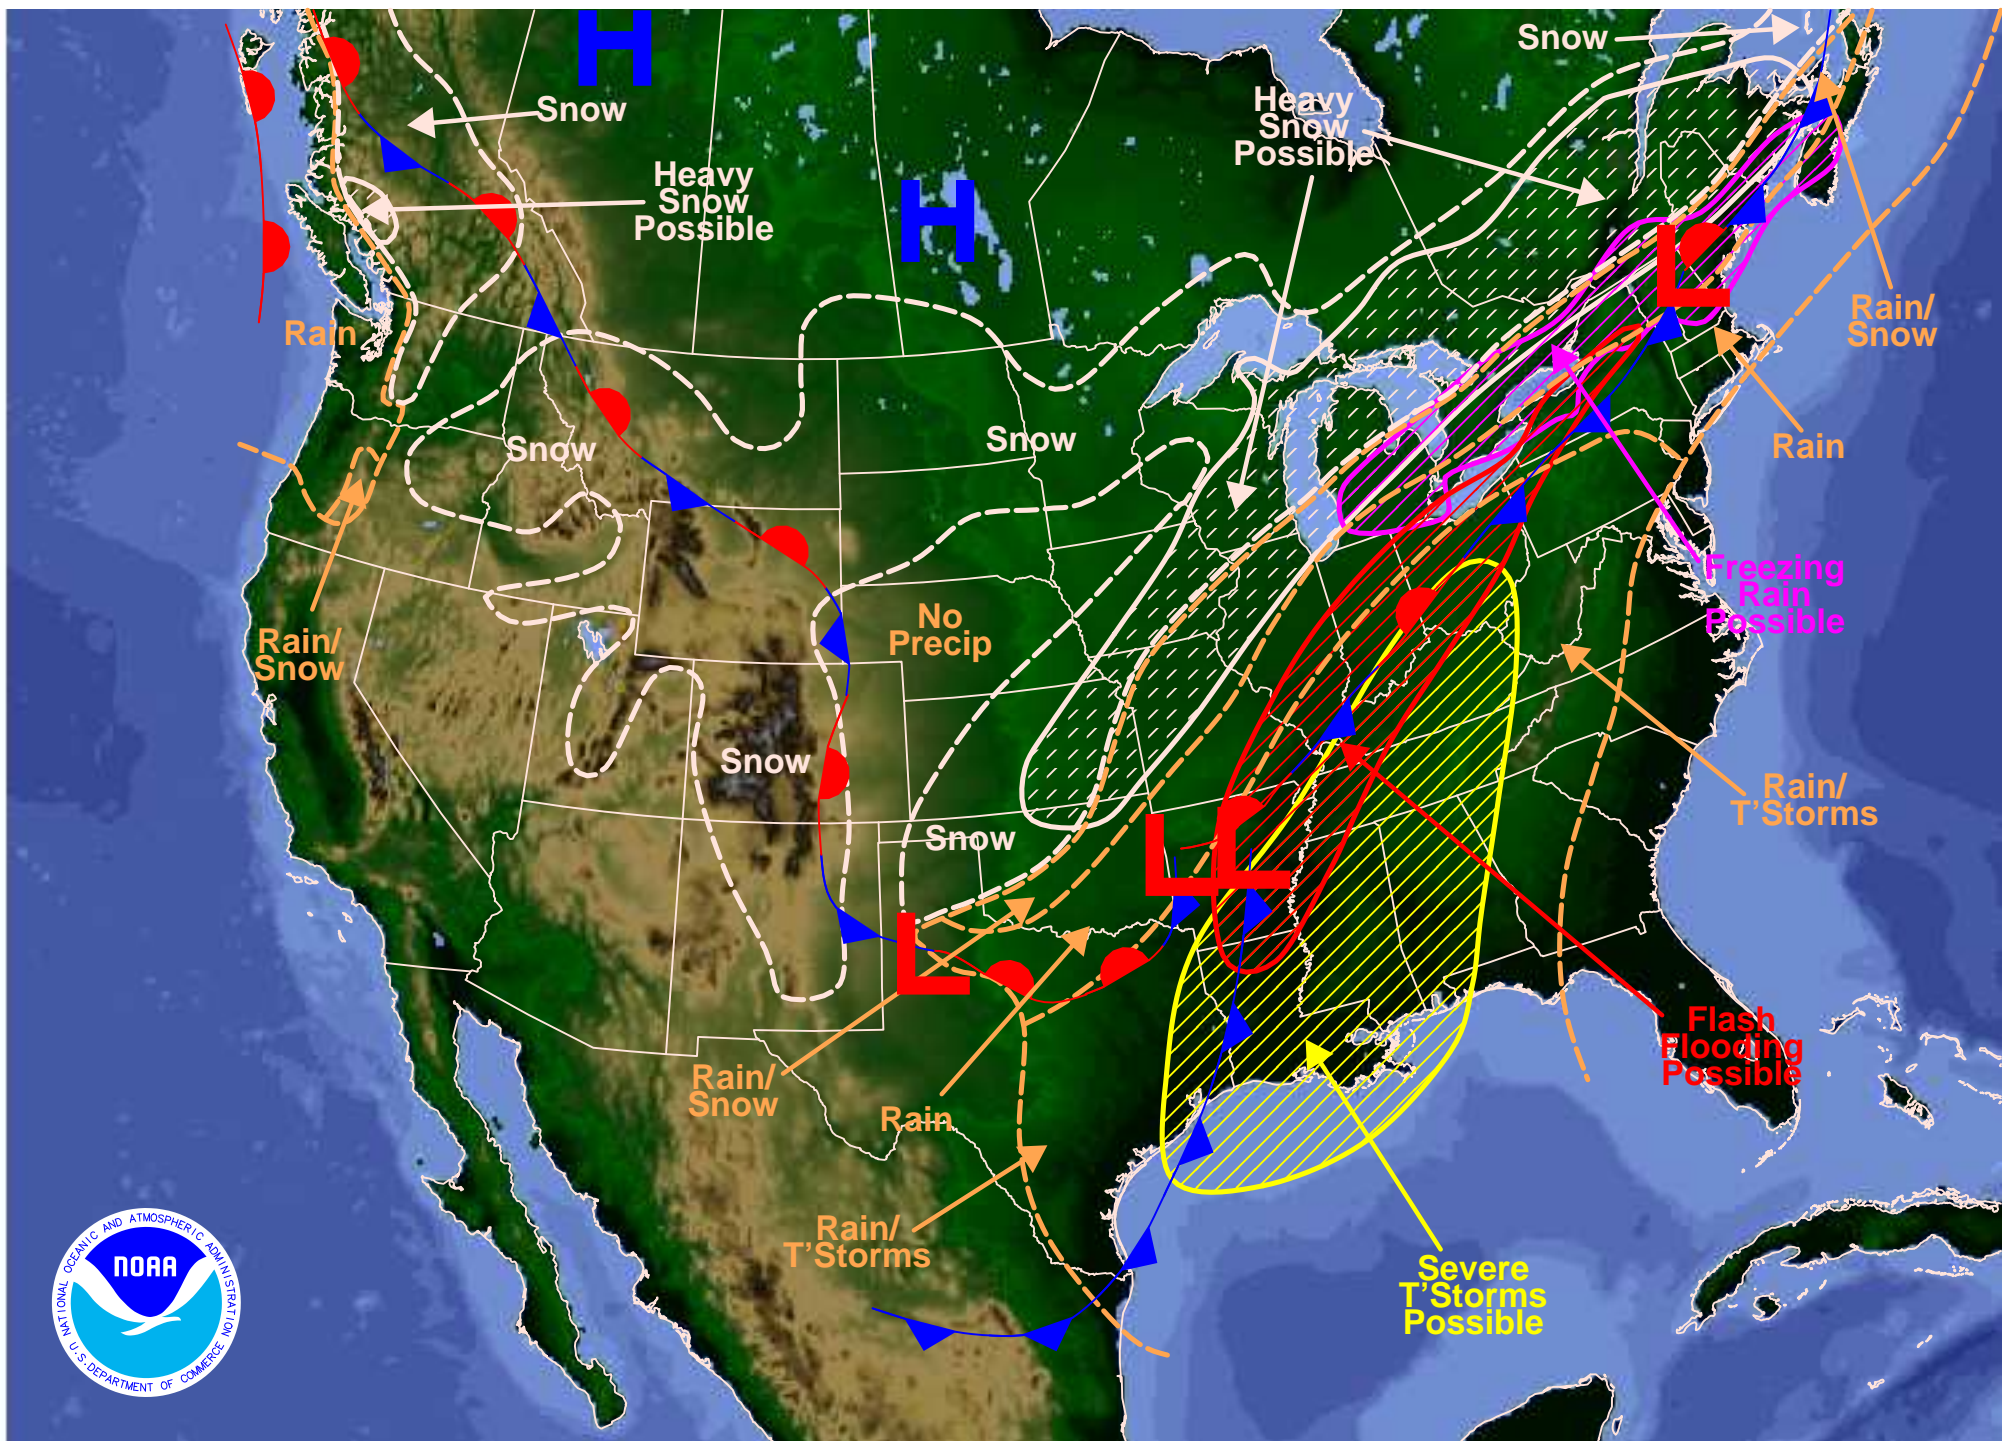 H
Snow
Snow
Heavy
Snow
Possible
Heavy
Snow
Possible
H
Rain
L
Rain/
Snow
Snow
Snow
Rain
Freezing
Rain
Possible
No
Precip
Rain/
Snow
Snow
Rain/
T'Storms
Snow
L
L
L
Flash
Flooding
Possible
Rain/
Snow
Rain
Rain/
T'Storms
Severe
T'Storms
Possible
NATIONAL OCEANIC AND ATMOSPHERIC ADMINISTRATION
NOAA
U.S. DEPARTMENT OF COMMERCE